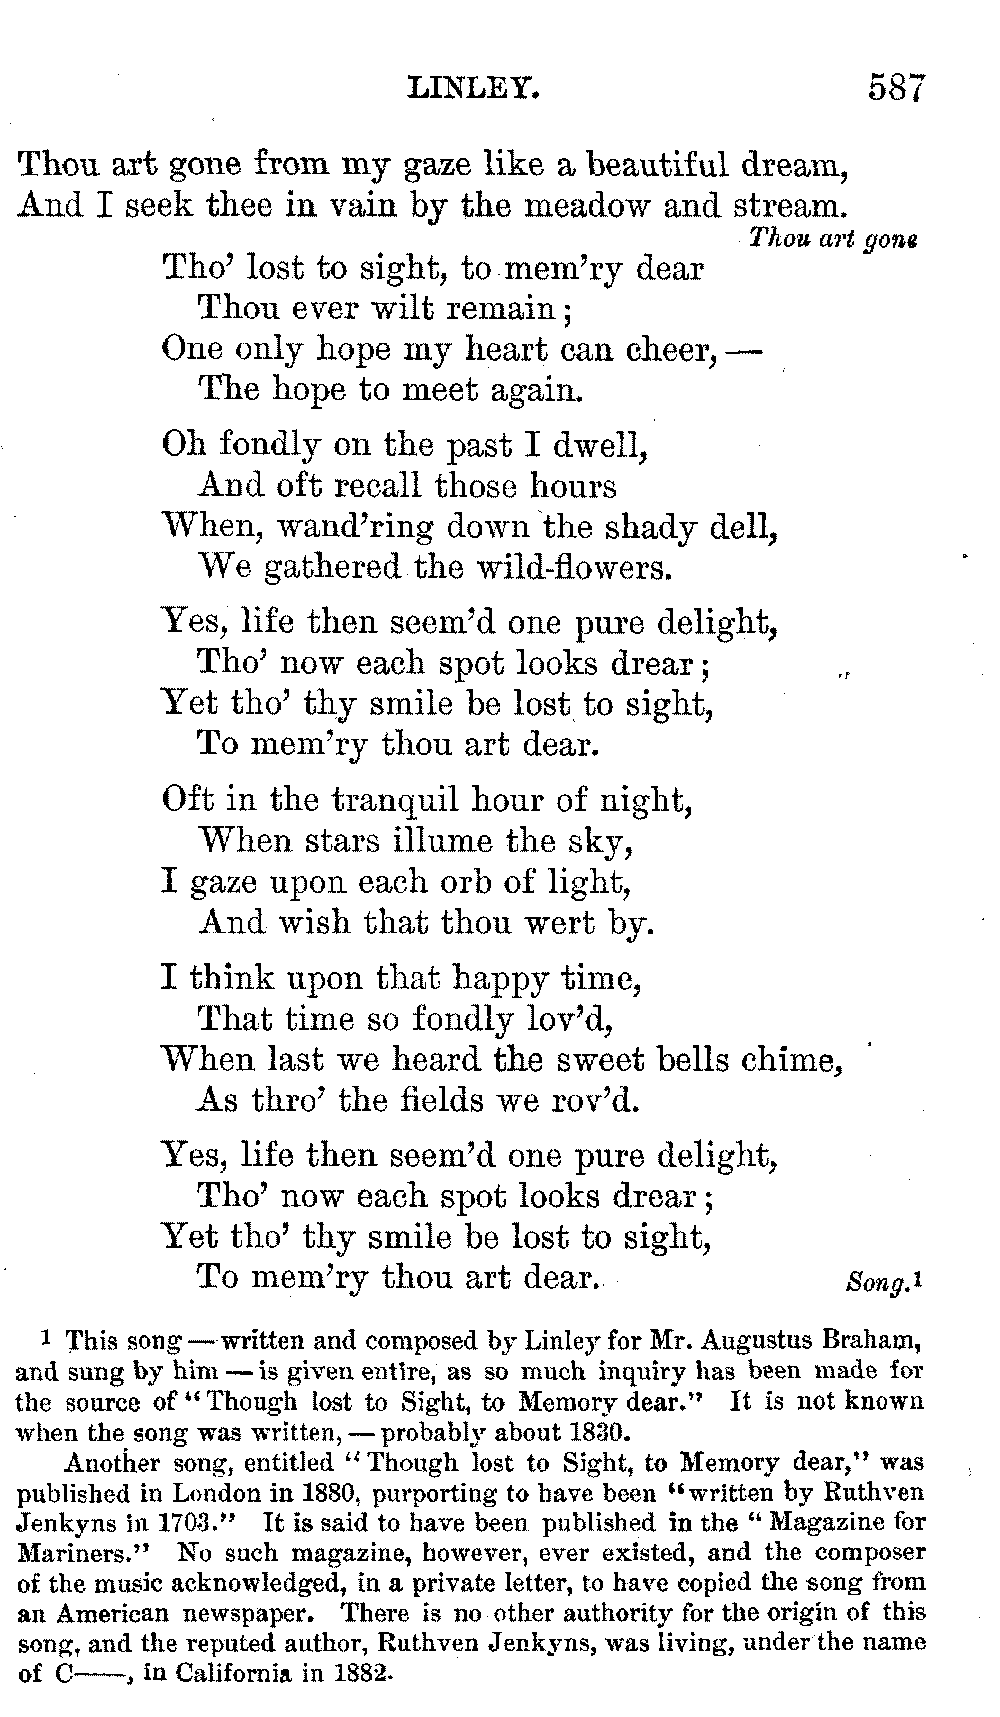 LINLEY. 587
Thou art gone from my gaze like a beautiful dream,
And I seek thee in vain by the meadow and stream.
Thou art gone
Tho' lost to sight, to mem'ry dear
Thou ever wilt remain;
One only hope my heart can cheer, —
The hope to meet again.
Oh fondly on the past I dwell,
And oft recall those hours
When, wand'ring down the shady dell,
We gathered the wild-flowers.
Yes, life then seem'd one pure delight,
Tho' now each spot looks drear;
Yet tho' thy smile be lost to sight,
To mem'ry thou art dear.
Oft in the tranquil hour of night,
When stars illume the sky,
I gaze upon each orb of light,
And wish that thou wert by.
I think upon that happy time,
That time so fondly lov'd,
When last we heard the sweet bells chime,
As thro' the fields we rov'd.
Yes, life then seem'd one pure delight,
Tho' now each spot looks drear;
Yet tho' thy smile be lost to sight,
To mem'ry thou art dear. Song.1
1 This song — written and composed by Linley for Mr. Augustus Braham,
and sung by him — is given entire, as so much inquiry has been made for
the source of "Though lost to Sight, to Memory dear." It is not known
when the song was written, — probably about 1830.
Another song, entitled "Though lost to Sight, to Memory dear," was
published in London in 1880, purporting to have been "written by Ruthven
Jenkyns in 1703." It is said to have been published in the "Magazine for
Mariners." No such magazine, however, ever existed, and the composer
of the music acknowledged, in a private letter, to have copied the song from
an American newspaper. There is no other authority for the origin of this
song, and the reputed author, Ruthven Jenkyns, was living, under the name
of C——, in California in 1882.